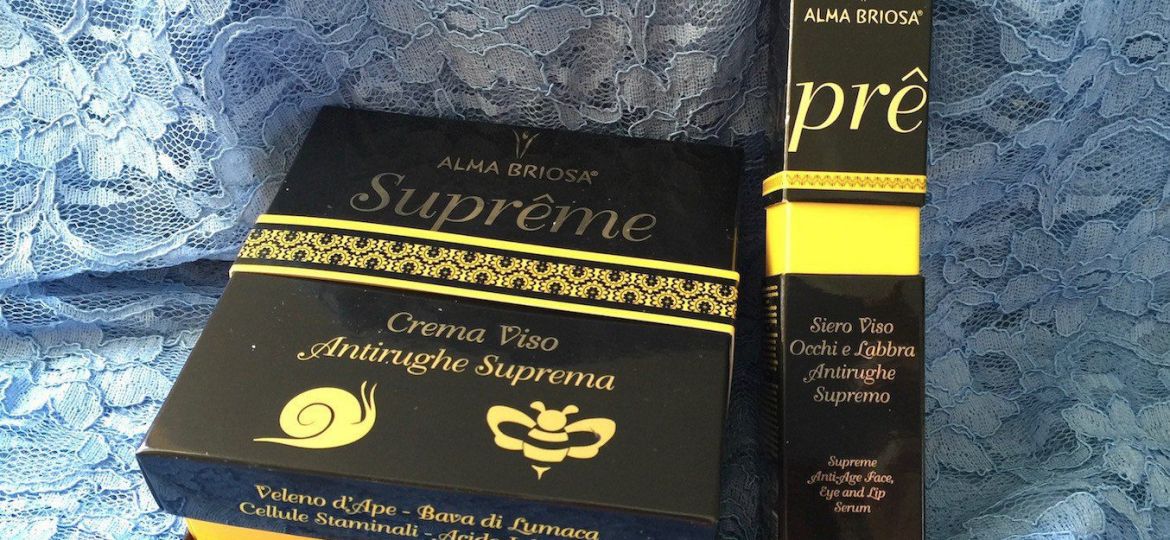 ALMA BRIOSA®
Suprême
Crema Viso
Antirughe Suprema
Veleno d'Ape - Bava di Lumaca
Cellule Staminali - Acido
ALMA BRIOSA®
prê
Siero Viso
Occhi e Labbra
Antirughe
Supremo
Supreme
Anti-Age Face,
Eye and Lip
Serum